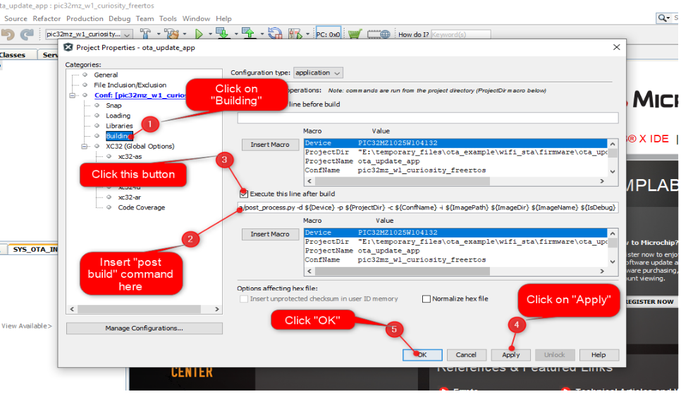 ota_update_app : pic32mz_w1_curiosity_freertos
Source Refactor Production Debug Team Tools Window Help
pic32mz_w1_curiosity...
PC: 0x0
How do I?
Classes
Project Properties - ota_update_app
Categories:
General
File Inclusion/Exclusion
Conf: [pic32mz_w1_curio
Snap
Loading
Libraries
Building
XC32 (Global Options)
xc32-as
xc32-ar
Code Coverage
Manage Configurations...
Configuration type: application
Note: commands are run from the project directory (ProjectDir macro below)
line before build
Insert Macro
Macro Value
Device PIC32MZ1025W104132
ProjectDir "E:\temporary_files\ota_example\wifi_sta\firmware\ota_upd
ProjectName ota_update_app
ConfName pic32mz_w1_curiosity_freertos
Execute this line after build
/post_process.py -d ${Device} -p ${ProjectDir} -c ${ConfName} -i ${ImagePath} ${ImageDir} ${ImageName} ${IsDebug}
Insert Macro
Macro Value
Device PIC32MZ1025W104132
ProjectDir "E:\temporary_files\ota_example\wifi_sta\firmware\ota_upd
ProjectName ota_update_app
ConfName pic32mz_w1_curiosity_freertos
Options affecting hex file:
Insert unprotected checksum in user ID memory
Normalize hex file
OK Cancel Apply Unlock Help
Click on
"Building"
1
Click this button
3
2
Insert "post
build" command
here
Click "OK"
5
Click on "Apply"
4
SYS_OTA_IN
View Available>
MICR
X IDE
MPLAB
w to Microchip?
REGISTER NOW
CENTER
References & Featured Links